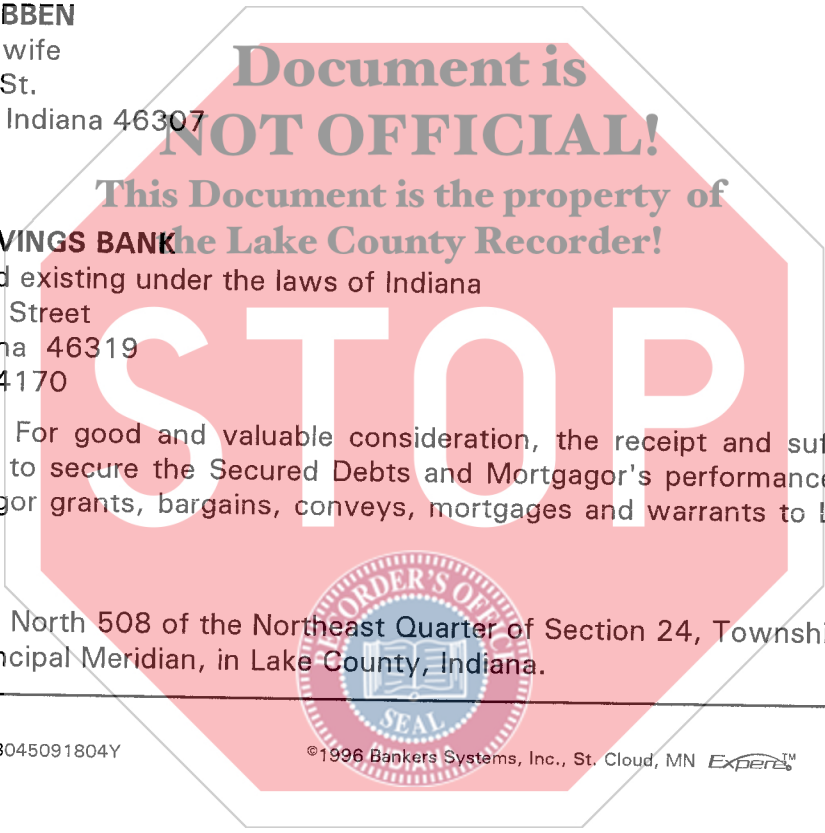 BBEN
wife
St.
Indiana 46307
Document is
NOT OFFICIAL!
This Document is the property of
the Lake County Recorder!
VINGS BANK
d existing under the laws of Indiana
Street
na 46319
4170
STOP
For good and valuable consideration, the receipt and suf
to secure the Secured Debts and Mortgagor's performance
gor grants, bargains, conveys, mortgages and warrants to L
North 508 of the Northeast Quarter of Section 24, Townshi
ncipal Meridian, in Lake County, Indiana.
RECORDER'S OFFICE
SEAL
INDIANA
3045091804Y
©1996 Bankers Systems, Inc., St. Cloud, MN Expere™